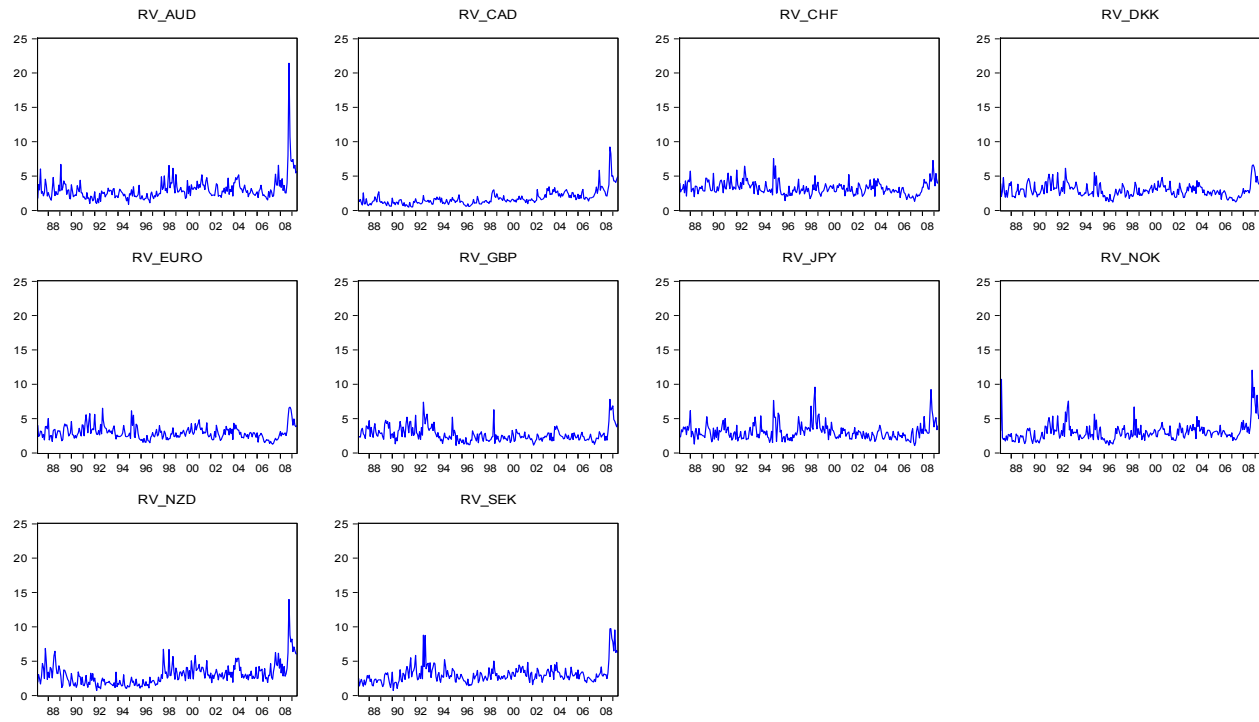 RV_AUD RV_CAD RV_CHF RV_DKK
25 25 25 25
20 20 20 20
15 15 15 15
10 10 10 10
5 5 5 5
0 0 0 0
88 90 92 94 96 98 00 02 04 06 08 88 90 92 94 96 98 00 02 04 06 08 88 90 92 94 96 98 00 02 04 06 08 88 90 92 94 96 98 00 02 04 06 08
RV_EURO RV_GBP RV_JPY RV_NOK
25 25 25 25
20 20 20 20
15 15 15 15
10 10 10 10
5 5 5 5
0 0 0 0
88 90 92 94 96 98 00 02 04 06 08 88 90 92 94 96 98 00 02 04 06 08 88 90 92 94 96 98 00 02 04 06 08 88 90 92 94 96 98 00 02 04 06 08
RV_NZD RV_SEK
25 25
20 20
15 15
10 10
5 5
0 0
88 90 92 94 96 98 00 02 04 06 08 88 90 92 94 96 98 00 02 04 06 08